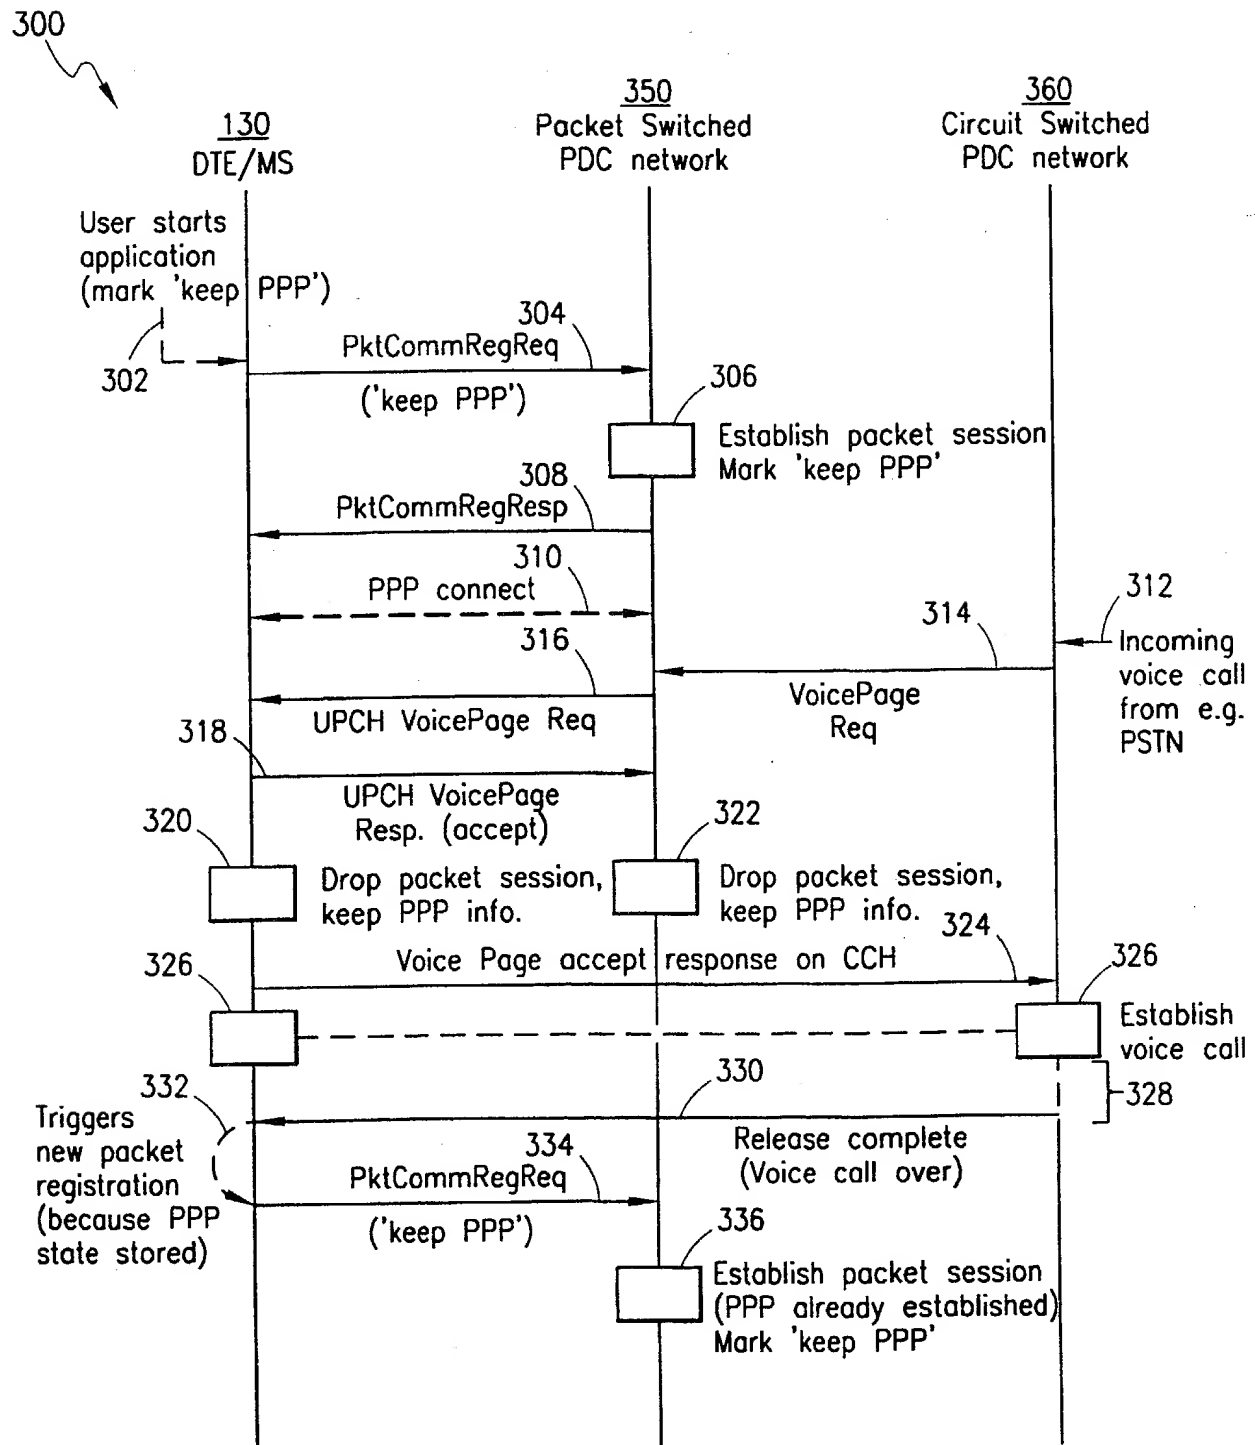 300
130
DTE/MS
350
Packet Switched
PDC network
360
Circuit Switched
PDC network
User starts
application
(mark 'keep PPP')
302
304
PktCommRegReq
('keep PPP')
306
Establish packet session
Mark 'keep PPP'
308
PktCommRegResp
310
PPP connect
312
Incoming
voice call
from e.g.
PSTN
314
VoicePage
Req
316
UPCH VoicePage Req
318
UPCH VoicePage
Resp. (accept)
320
Drop packet session,
keep PPP info.
322
Drop packet session,
keep PPP info.
324
Voice Page accept response on CCH
326
326
Establish
voice call
328
330
Release complete
(Voice call over)
332
Triggers
new packet
registration
(because PPP
state stored)
334
PktCommRegReq
('keep PPP')
336
Establish packet session
(PPP already established)
Mark 'keep PPP'